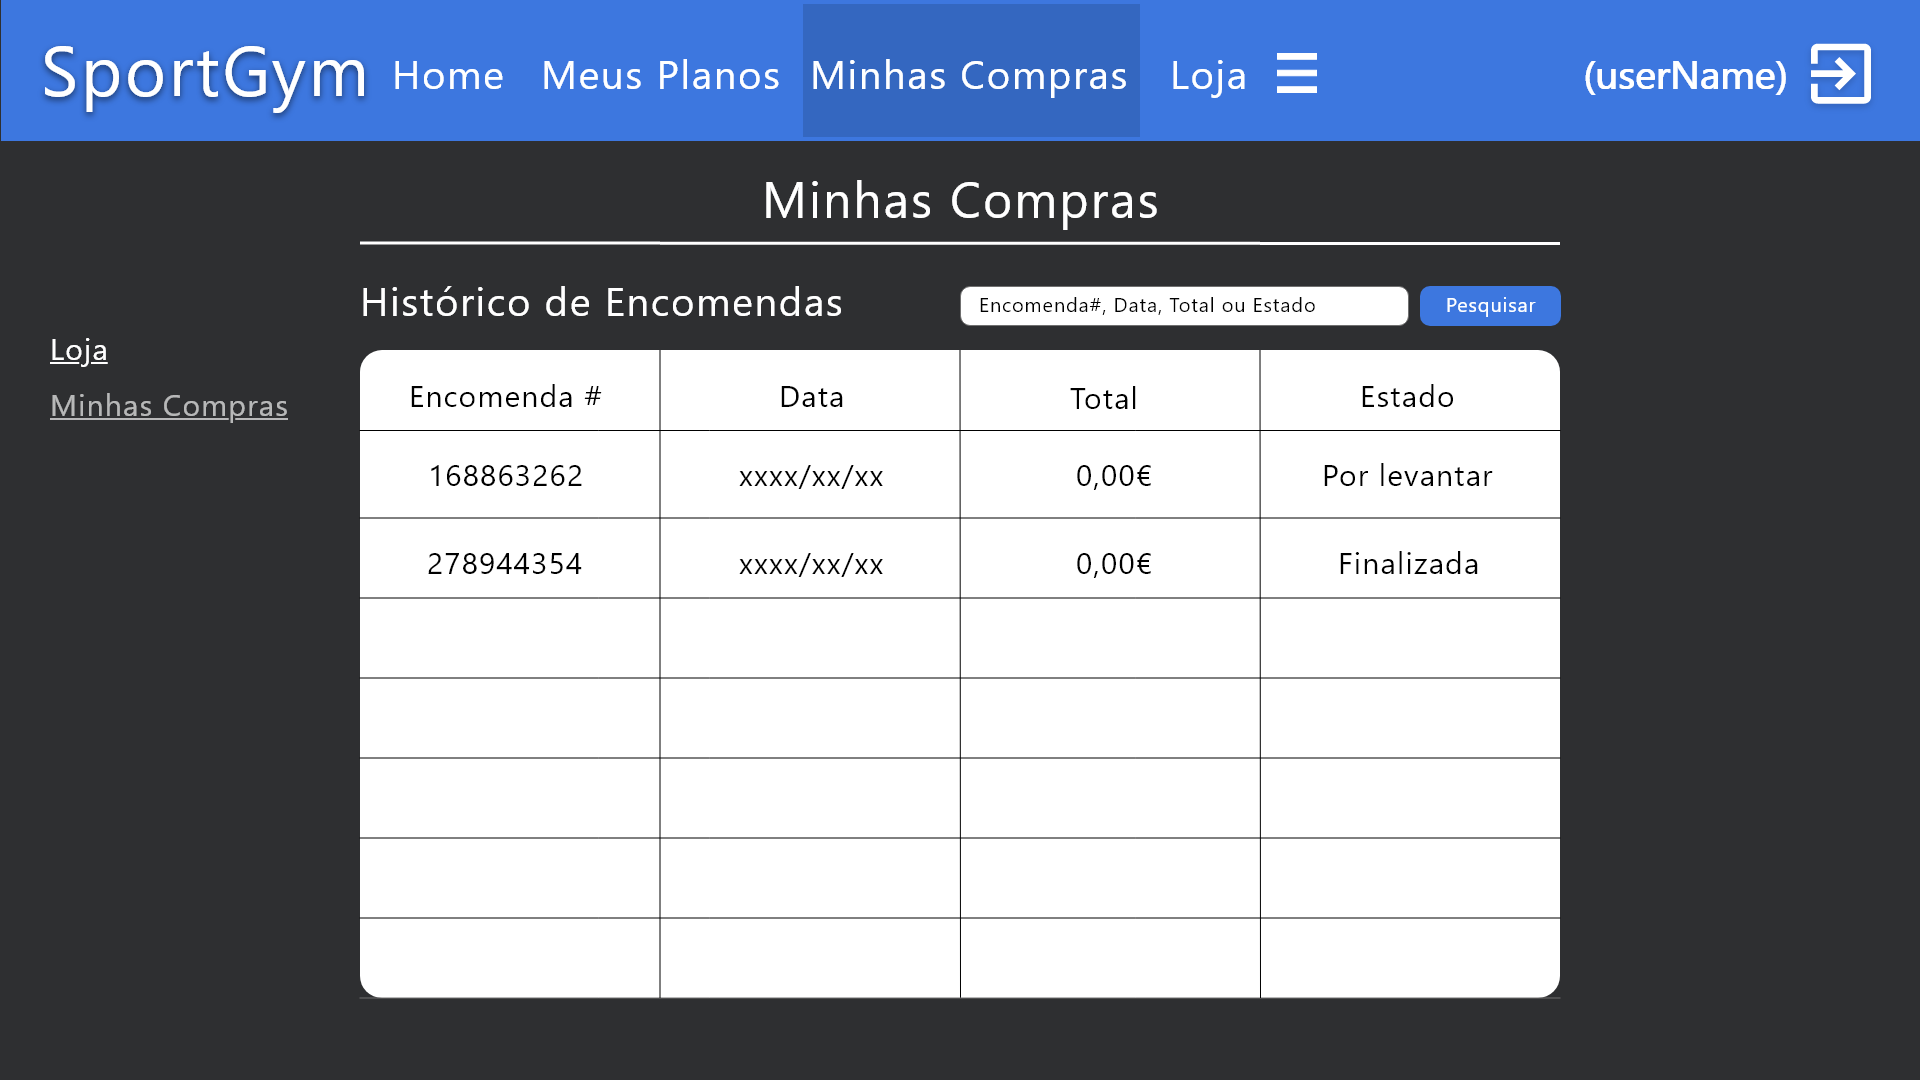 SportGym Home Meus Planos Minhas Compras Loja (userName)
Minhas Compras
Histórico de Encomendas
Encomenda#, Data, Total ou Estado Pesquisar
Loja
Minhas Compras
Encomenda # Data Total Estado
168863262 xxxx/xx/xx 0,00€ Por levantar
278944354 xxxx/xx/xx 0,00€ Finalizada